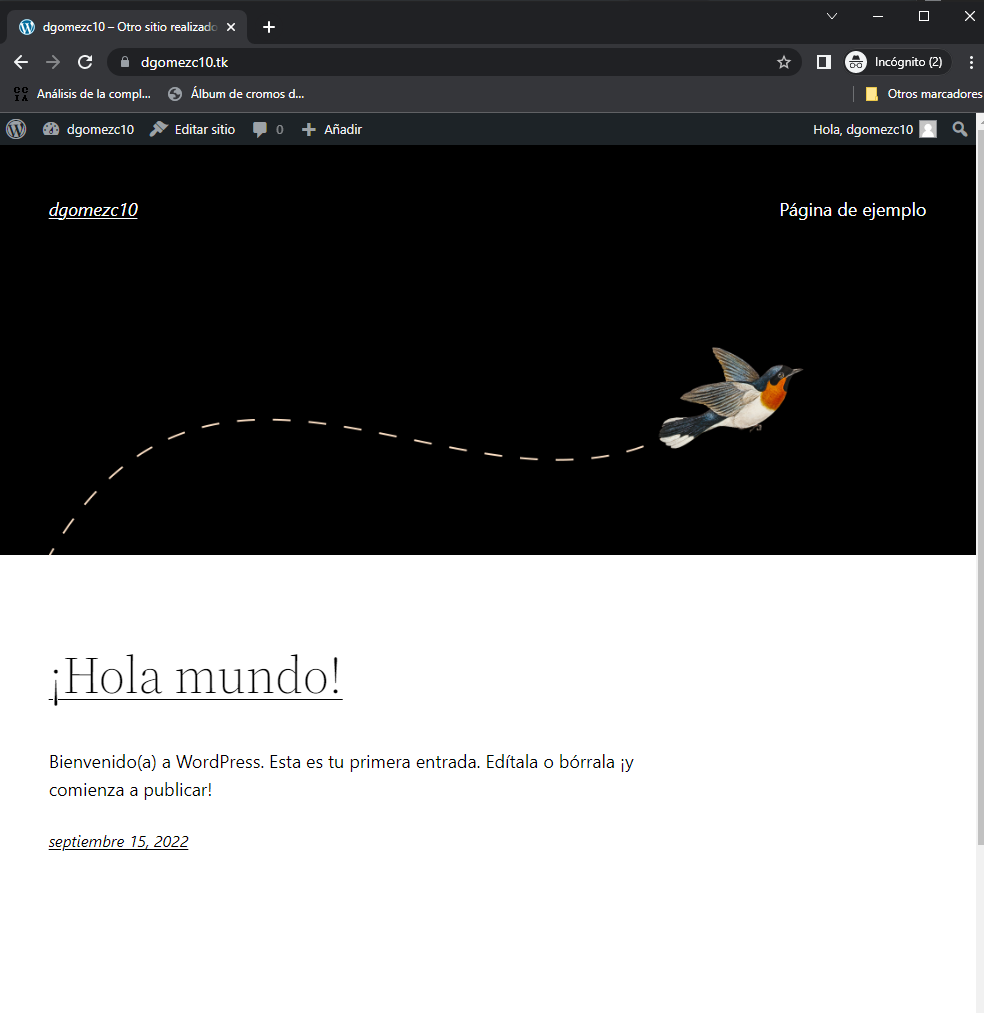 dgomezc10 – Otro sitio realizado
dgomezc10.tk
Incógnito (2)
Análisis de la compl...
Álbum de cromos d...
Otros marcadores
dgomezc10
Editar sitio
0
Añadir
Hola, dgomezc10
dgomezc10
Página de ejemplo
¡Hola mundo!
Bienvenido(a) a WordPress. Esta es tu primera entrada. Edítala o bórrala ¡y
comienza a publicar!
septiembre 15, 2022